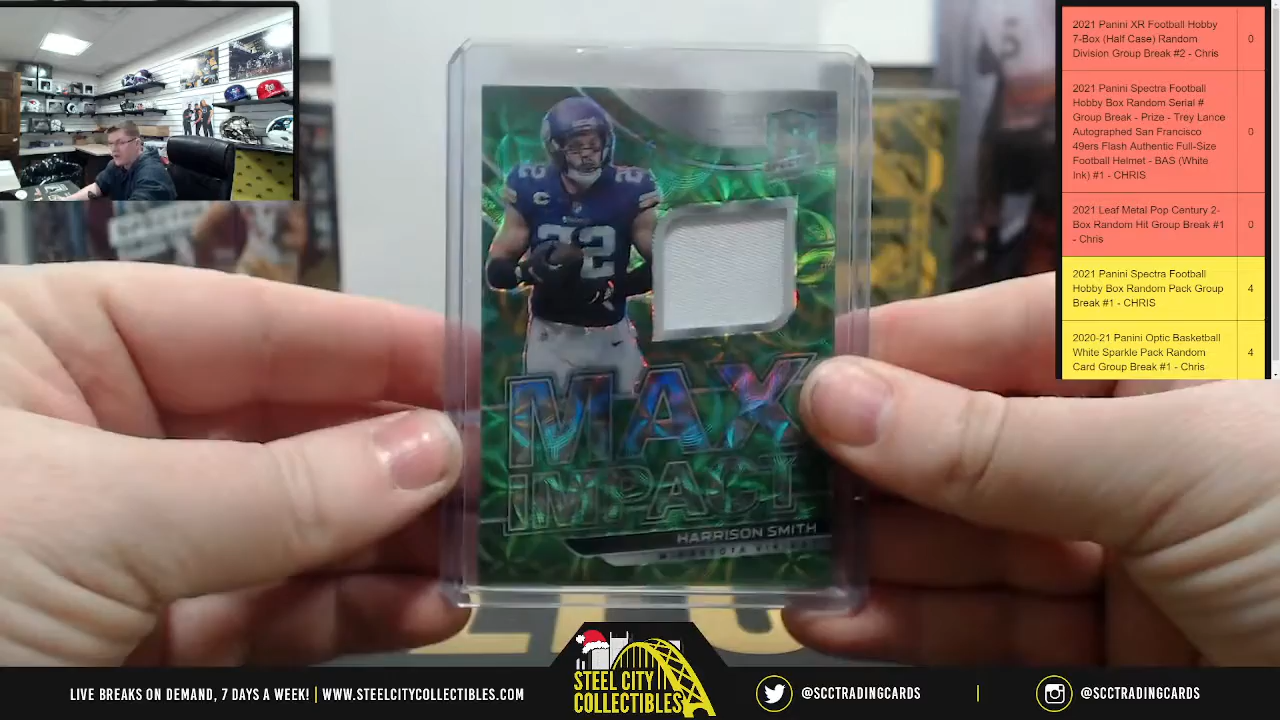 2021 Panini XR Football Hobby
7-Box (Half Case) Random
Division Group Break #2 - Chris
0
2021 Panini Spectra Football
Hobby Box Random Serial #
Group Break - Prize - Trey Lance
Autographed San Francisco
49ers Flash Authentic Full-Size
Football Helmet - BAS (White
Ink) #1 - CHRIS
0
2021 Leaf Metal Pop Century 2-
Box Random Hit Group Break #1
- Chris
0
2021 Panini Spectra Football
Hobby Box Random Pack Group
Break #1 - CHRIS
4
2020-21 Panini Optic Basketball
White Sparkle Pack Random
Card Group Break #1 - Chris
4
22
C
22
MAX
IMPACT
HARRISON SMITH
STEEL CITY
COLLECTIBLES
LIVE BREAKS ON DEMAND, 7 DAYS A WEEK! | WWW.STEELCITYCOLLECTIBLES.COM
@SCCTRADINGCARDS
|
@SCCTRADINGCARDS